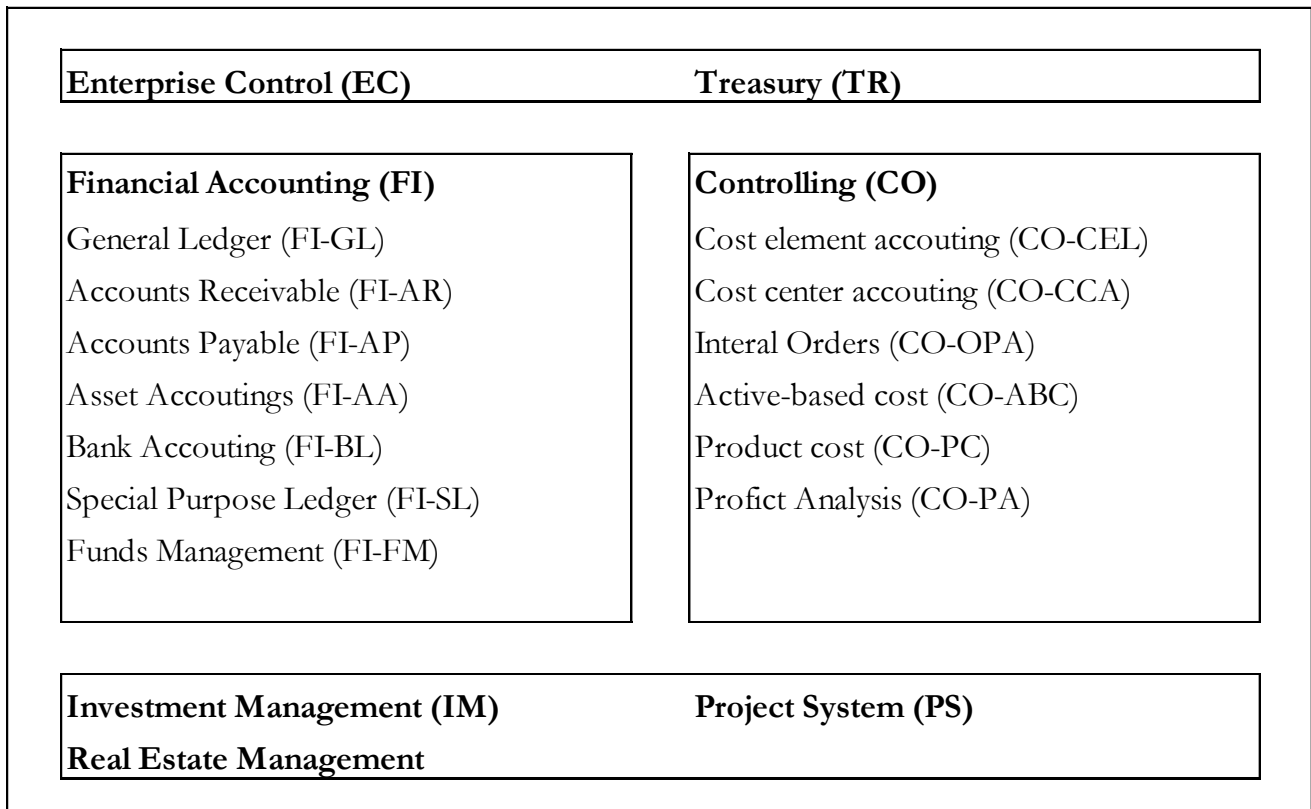 Enterprise Control (EC) Treasury (TR)
Financial Accounting (FI)
General Ledger (FI-GL)
Accounts Receivable (FI-AR)
Accounts Payable (FI-AP)
Asset Accoutings (FI-AA)
Bank Accouting (FI-BL)
Special Purpose Ledger (FI-SL)
Funds Management (FI-FM)
Controlling (CO)
Cost element accouting (CO-CEL)
Cost center accouting (CO-CCA)
Interal Orders (CO-OPA)
Active-based cost (CO-ABC)
Product cost (CO-PC)
Profict Analysis (CO-PA)
Investment Management (IM) Project System (PS)
Real Estate Management